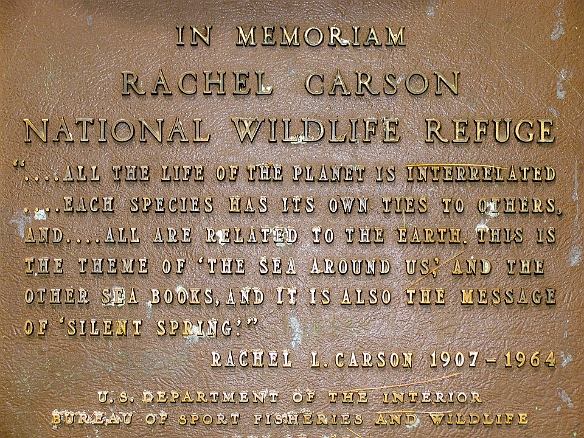 IN MEMORIAM
RACHEL CARSON
NATIONAL WILDLIFE REFUGE
“....ALL THE LIFE OF THE PLANET IS INTERRELATED
....EACH SPECIES HAS ITS OWN TIES TO OTHERS,
AND....ALL ARE RELATED TO THE EARTH. THIS IS
THE THEME OF ‘THE SEA AROUND US,’ AND THE
OTHER SEA BOOKS, AND IT IS ALSO THE MESSAGE
OF ‘SILENT SPRING.’”
RACHEL L. CARSON 1907–1964
U.S. DEPARTMENT OF THE INTERIOR
BUREAU OF SPORT FISHERIES AND WILDLIFE